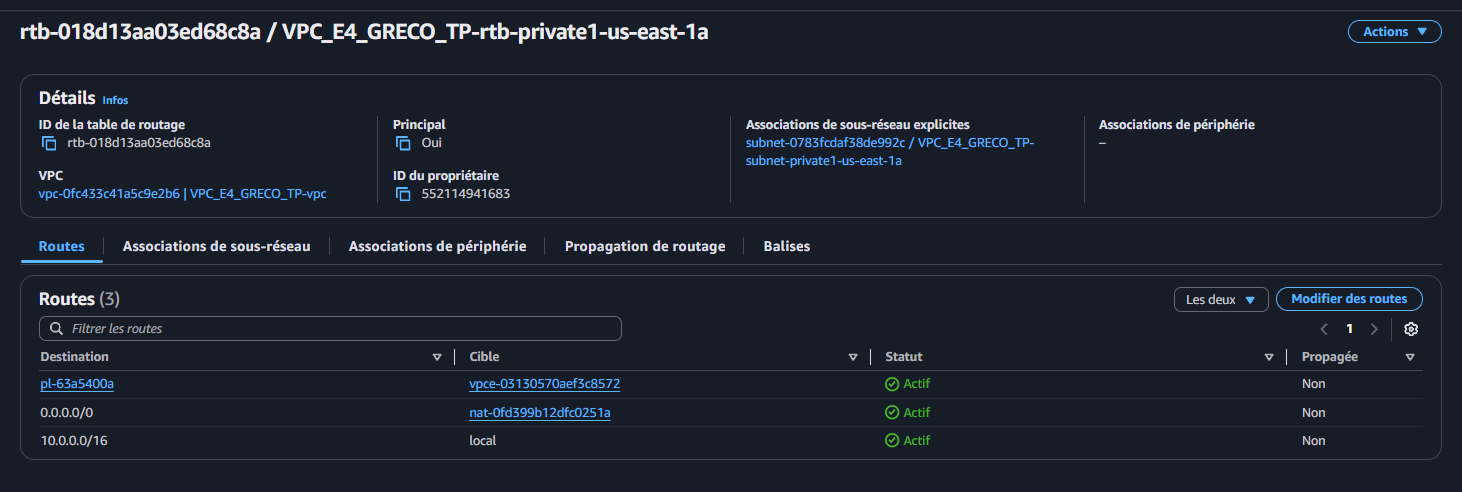 rtb-018d13aa03ed68c8a / VPC_E4_GRECO_TP-rtb-private1-us-east-1a
Actions
Détails Infos
ID de la table de routage
rtb-018d13aa03ed68c8a
Principal
Oui
Associations de sous-réseau explicites
subnet-0783fcdaf38de992c / VPC_E4_GRECO_TP-
subnet-private1-us-east-1a
Associations de périphérie
–
VPC
vpc-0fc433c41a5c9e2b6 | VPC_E4_GRECO_TP-vpc
ID du propriétaire
552114941683
Routes
Associations de sous-réseau
Associations de périphérie
Propagation de routage
Balises
Routes (3)
Les deux
Modifier des routes
Filtrer les routes
1
Destination Cible Statut Propagée
pl-63a5400a vpce-03130570aef3c8572 Actif Non
0.0.0.0/0 nat-0fd399b12dfc0251a Actif Non
10.0.0.0/16 local Actif Non